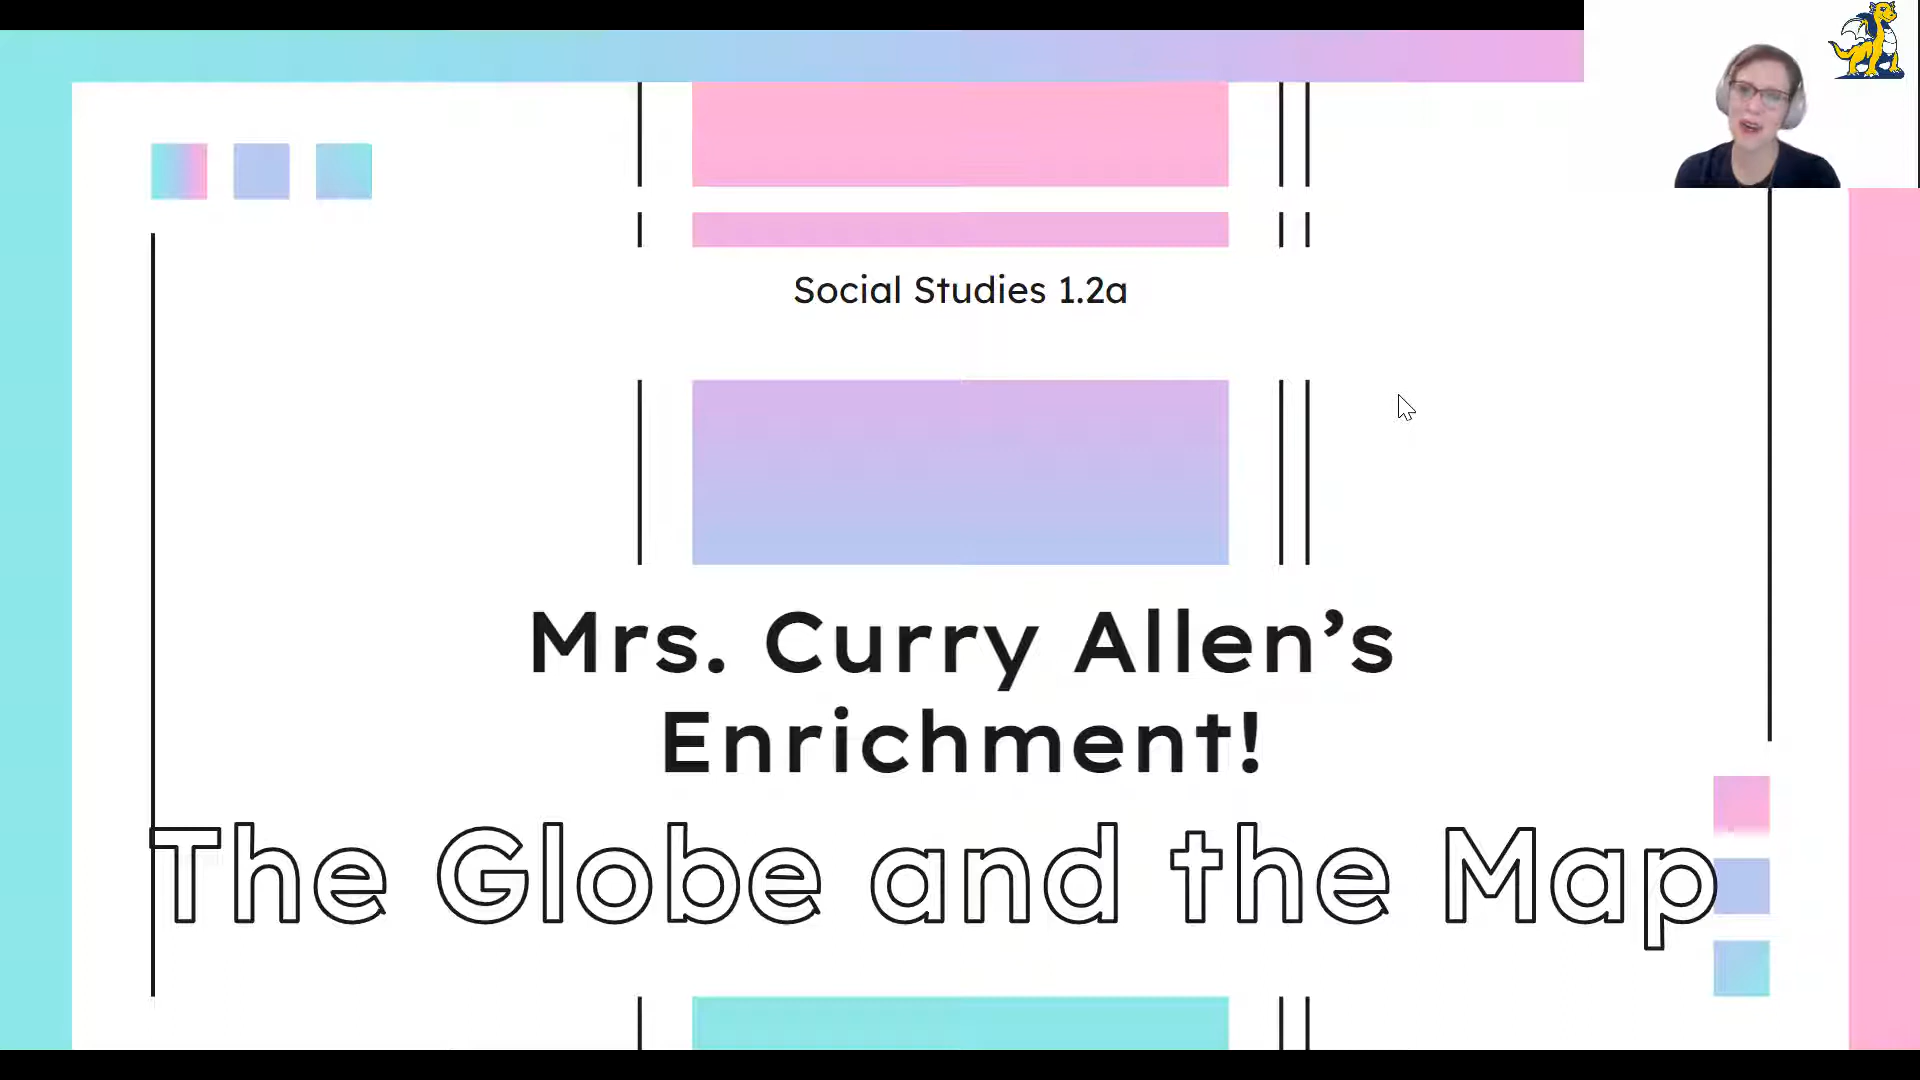 Social Studies 1.2a
Mrs. Curry Allen’s
Enrichment!
The Globe and the Map